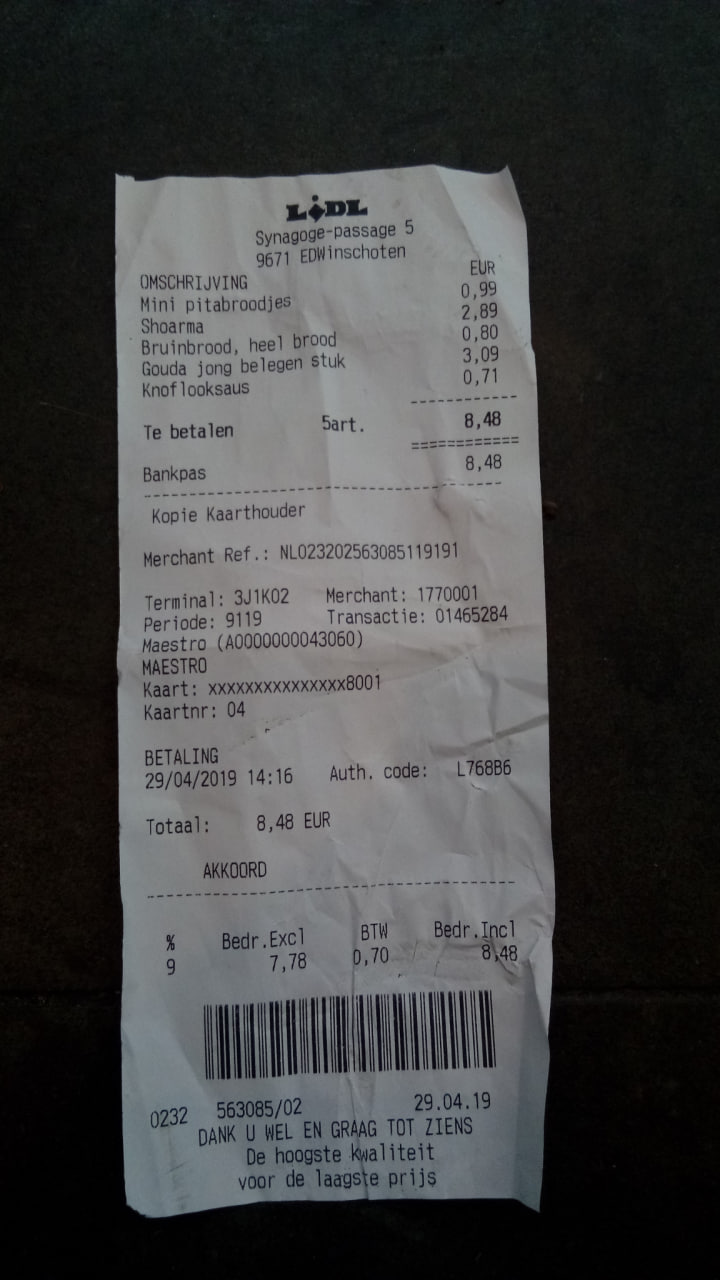 LIDL
Synagoge-passage 5
9671 EDWinschoten
OMSCHRIJVING EUR
Mini pitabroodjes 0,99
Shoarma 2,89
Bruinbrood, heel brood 0,80
Gouda jong belegen stuk 3,09
Knoflooksaus 0,71
------------
Te betalen 5art. 8,48
============
Bankpas 8,48
----------------------------------------
Kopie Kaarthouder
Merchant Ref.: NL023202563085119191
Terminal: 3J1K02 Merchant: 1770001
Periode: 9119 Transactie: 01465284
Maestro (A0000000043060)
MAESTRO
Kaart: xxxxxxxxxxxxxxx8001
Kaartnr: 04
BETALING
29/04/2019 14:16 Auth. code: L768B6
Totaal: 8,48 EUR
AKKOORD
----------------------------------------
% Bedr.Excl BTW Bedr.Incl
9 7,78 0,70 8,48
0232 563085/02 29.04.19
DANK U WEL EN GRAAG TOT ZIENS
De hoogste kwaliteit
voor de laagste prijs